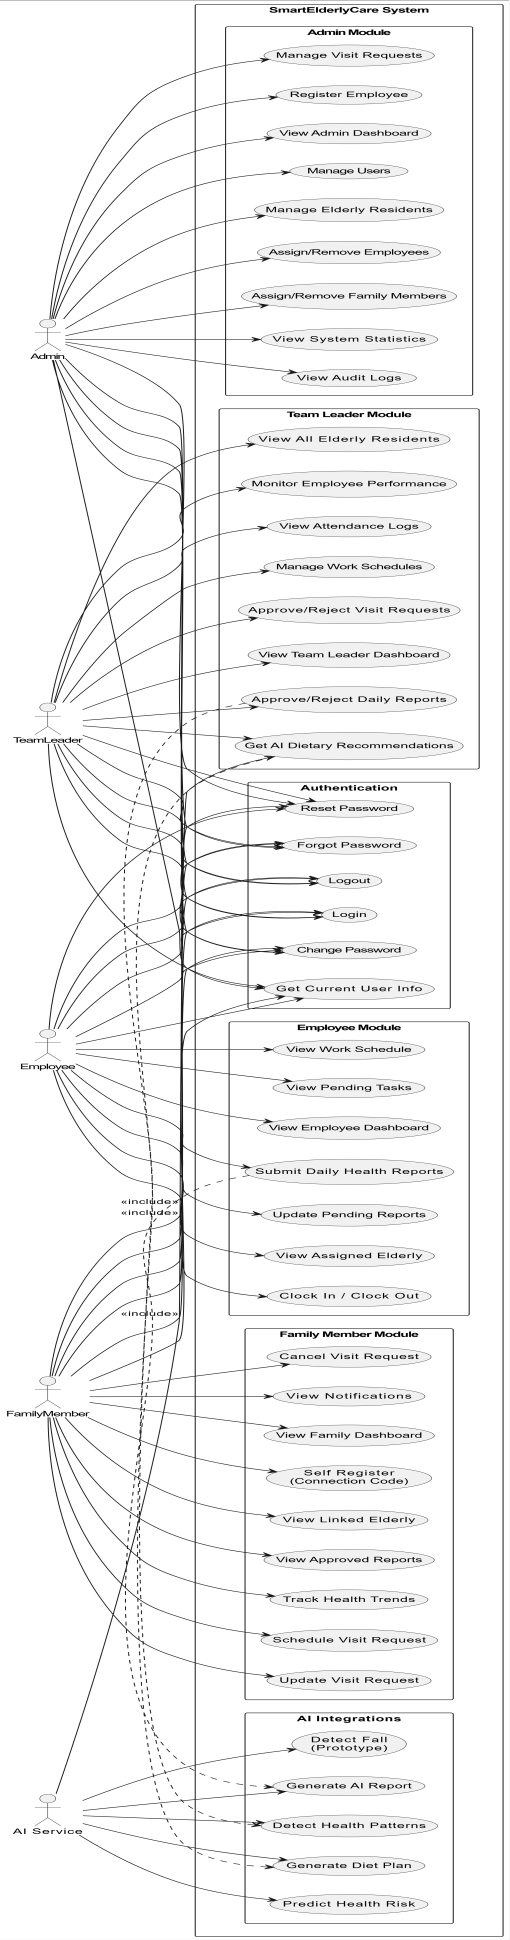 SmartElderlyCare System
Admin Module
Manage Visit Requests
Register Employee
View Admin Dashboard
Manage Users
Manage Elderly Residents
Assign/Remove Employees
Assign/Remove Family Members
View System Statistics
View Audit Logs
Admin
Team Leader Module
View All Elderly Residents
Monitor Employee Performance
View Attendance Logs
Manage Work Schedules
Approve/Reject Visit Requests
View Team Leader Dashboard
Approve/Reject Daily Reports
Get AI Dietary Recommendations
TeamLeader
Authentication
Reset Password
Forgot Password
Logout
Login
Change Password
Get Current User Info
Employee Module
View Work Schedule
Employee
View Pending Tasks
View Employee Dashboard
Submit Daily Health Reports
«include»
«include»
Update Pending Reports
View Assigned Elderly
Clock In / Clock Out
«include»
Family Member Module
Cancel Visit Request
View Notifications
FamilyMember
View Family Dashboard
Self Register
(Connection Code)
View Linked Elderly
View Approved Reports
Track Health Trends
Schedule Visit Request
Update Visit Request
AI Integrations
Detect Fall
(Prototype)
Generate AI Report
Detect Health Patterns
AI Service
Generate Diet Plan
Predict Health Risk